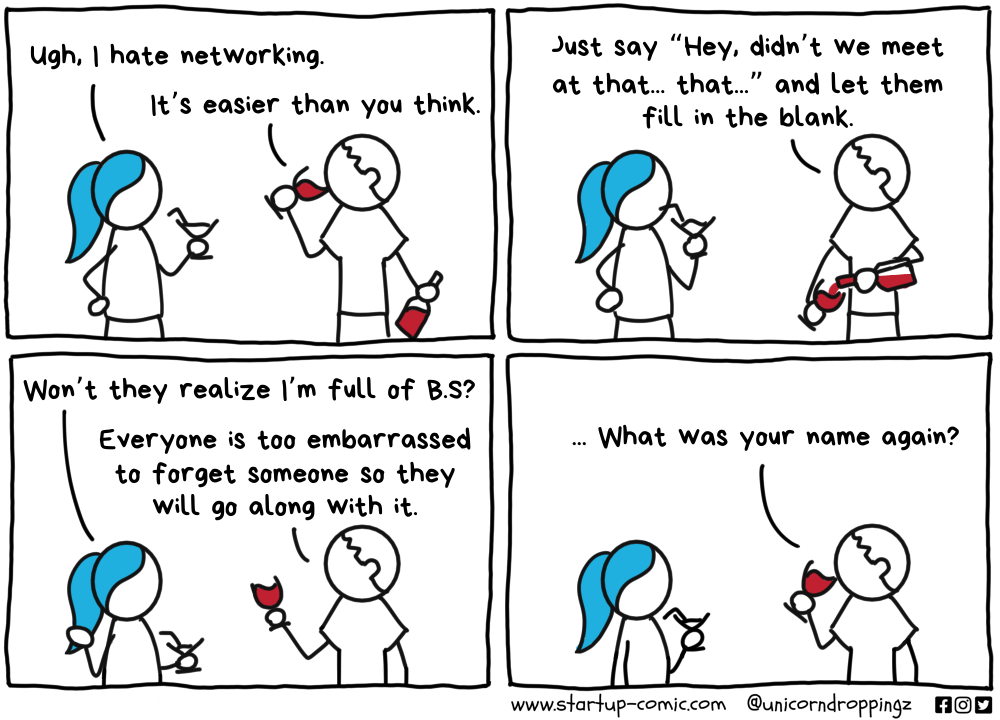 Ugh, I hate networking.
It's easier than you think.
Just say "Hey, didn't we meet
at that... that..." and let them
fill in the blank.
Won't they realize I'm full of B.S?
Everyone is too embarrassed
to forget someone so they
will go along with it.
... What was your name again?
www.startup-comic.com @unicorndroppingz